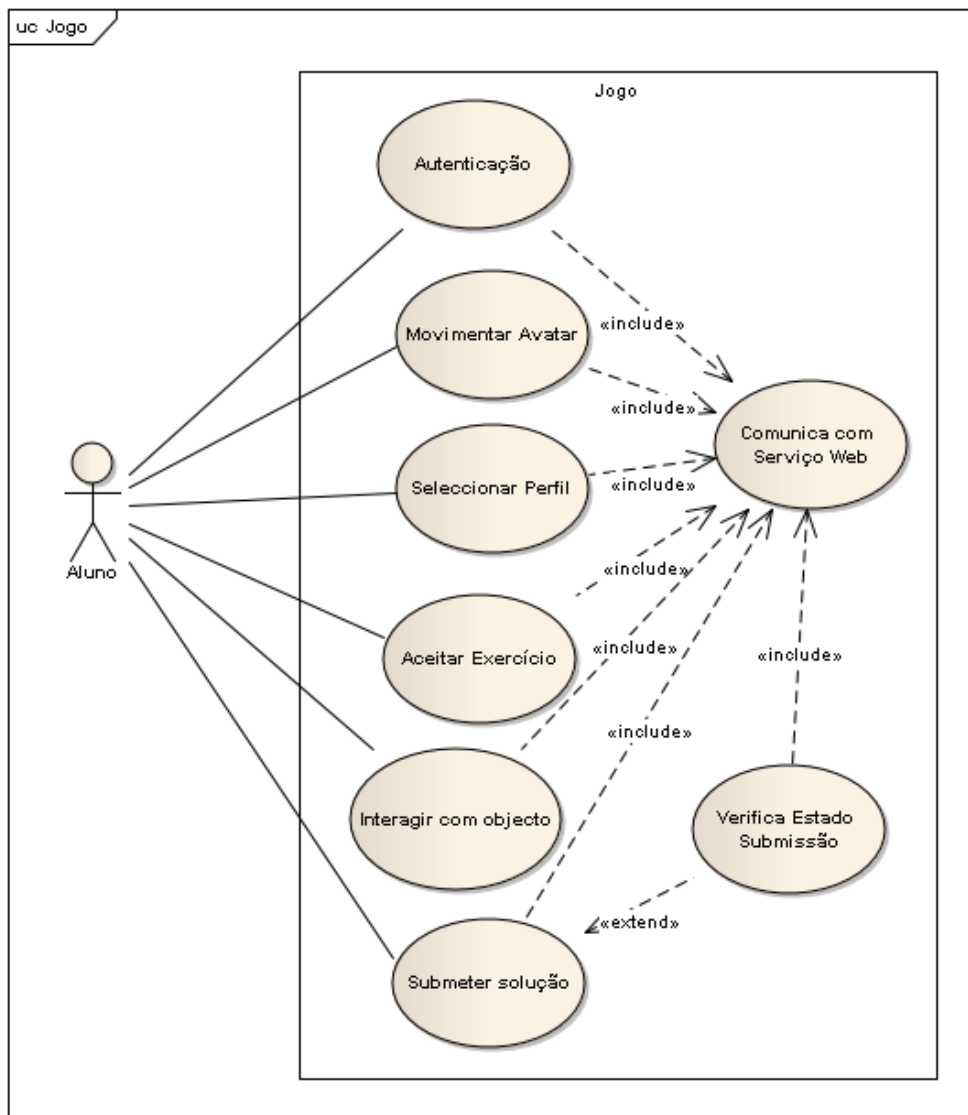 uc Jogo
Jogo
Autenticação
Movimentar Avatar
«include»
«include»
Comunica com
Serviço Web
Seleccionar Perfil
«include»
«include»
Aluno
Aceitar Exercício
«include»
«include»
«include»
Interagir com objecto
Verifica Estado
Submissão
«extend»
Submeter solução